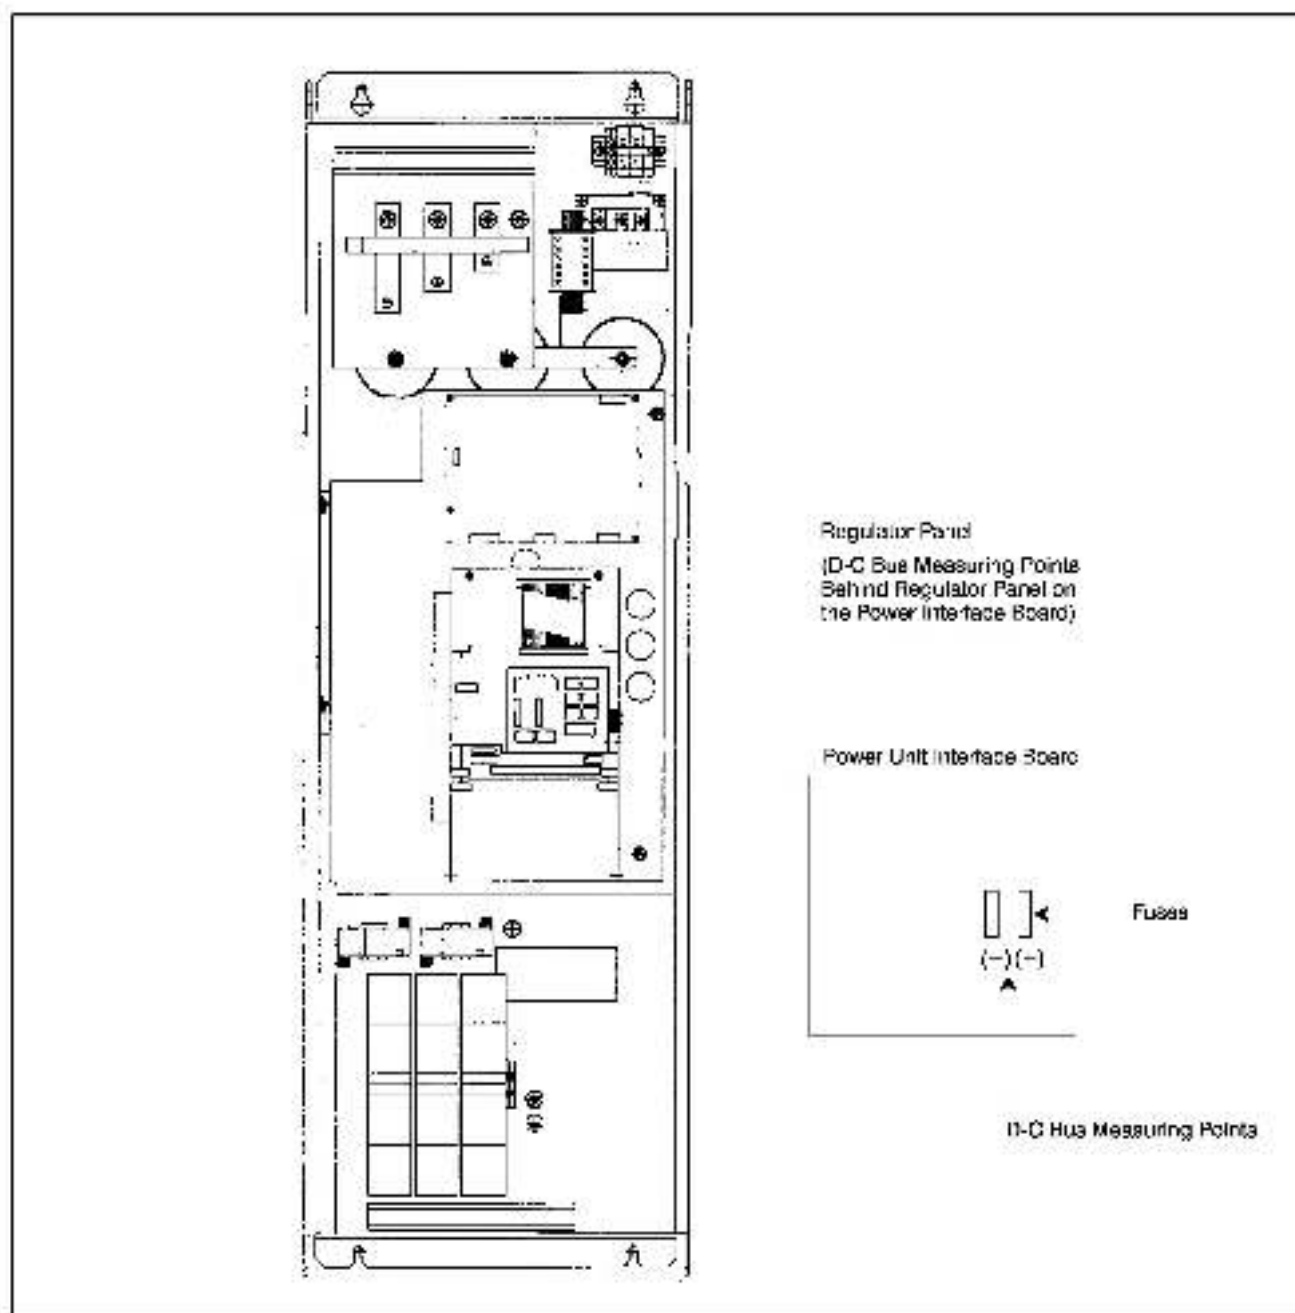 Regulator Panel
(D-C Bus Measuring Points
Behind Regulator Panel on
the Power Interface Board)
Power Unit Interface Board
Fuses
(−) (−)
D-C Bus Measuring Points